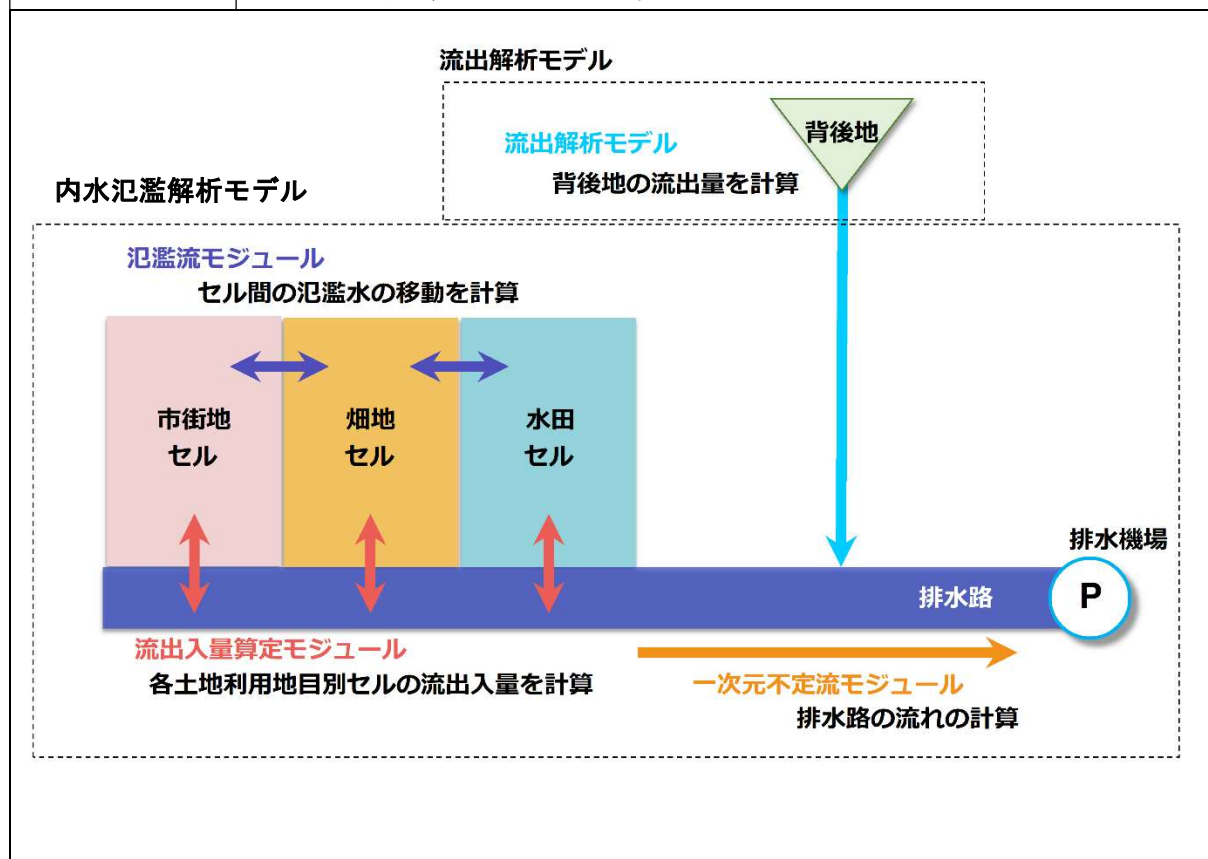 流出解析モデル
流出解析モデル
背後地の流出量を計算
背後地
内水氾濫解析モデル
氾濫流モジュール
セル間の氾濫水の移動を計算
市街地
セル
畑地
セル
水田
セル
排水機場
P
排水路
流出入量算定モジュール
各土地利用地目別セルの流出入量を計算
一次元不定流モジュール
排水路の流れの計算